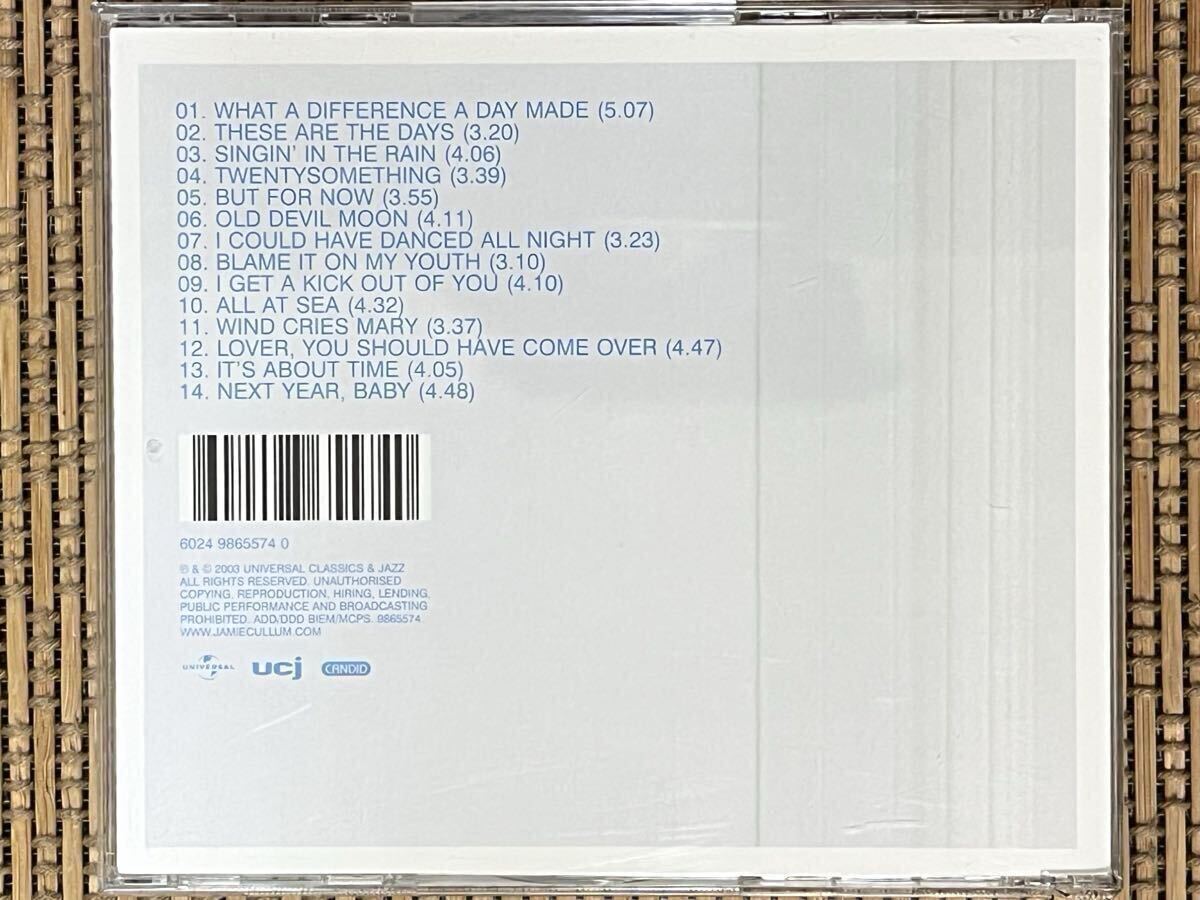 01. WHAT A DIFFERENCE A DAY MADE (5.07)
02. THESE ARE THE DAYS (3.20)
03. SINGIN' IN THE RAIN (4.06)
04. TWENTYSOMETHING (3.39)
05. BUT FOR NOW (3.55)
06. OLD DEVIL MOON (4.11)
07. I COULD HAVE DANCED ALL NIGHT (3.23)
08. BLAME IT ON MY YOUTH (3.10)
09. I GET A KICK OUT OF YOU (4.10)
10. ALL AT SEA (4.32)
11. WIND CRIES MARY (3.37)
12. LOVER, YOU SHOULD HAVE COME OVER (4.47)
13. IT'S ABOUT TIME (4.05)
14. NEXT YEAR, BABY (4.48)
6024 9865574 0
℗ & © 2003 UNIVERSAL CLASSICS & JAZZ
ALL RIGHTS RESERVED. UNAUTHORISED
COPYING, REPRODUCTION, HIRING, LENDING,
PUBLIC PERFORMANCE AND BROADCASTING
PROHIBITED. ADD/DDD BIEM/MCPS. 9865574
WWW.JAMIECULLUM.COM
UNIVERSAL ucj CANDID